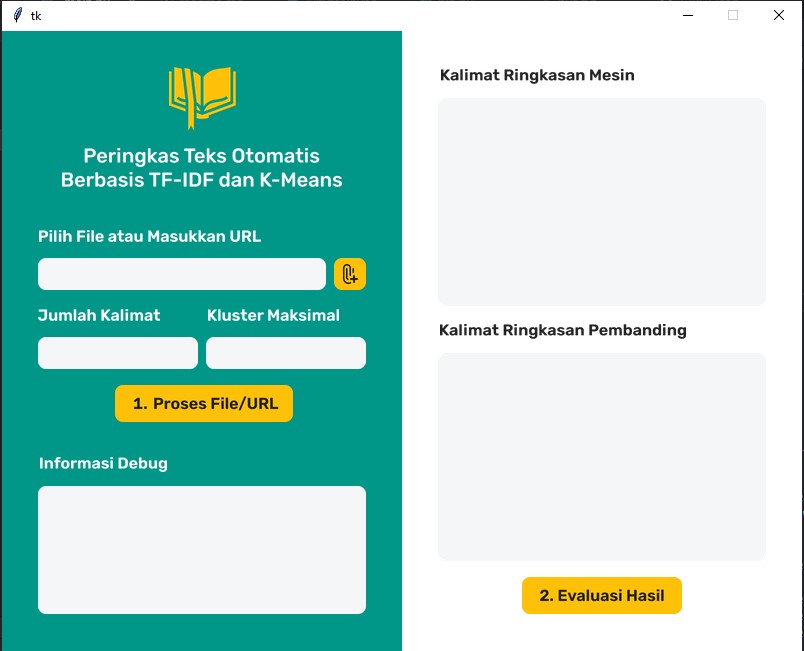 tk
Peringkas Teks Otomatis
Berbasis TF-IDF dan K-Means
Pilih File atau Masukkan URL
Jumlah Kalimat
Kluster Maksimal
1. Proses File/URL
Informasi Debug
Kalimat Ringkasan Mesin
Kalimat Ringkasan Pembanding
2. Evaluasi Hasil